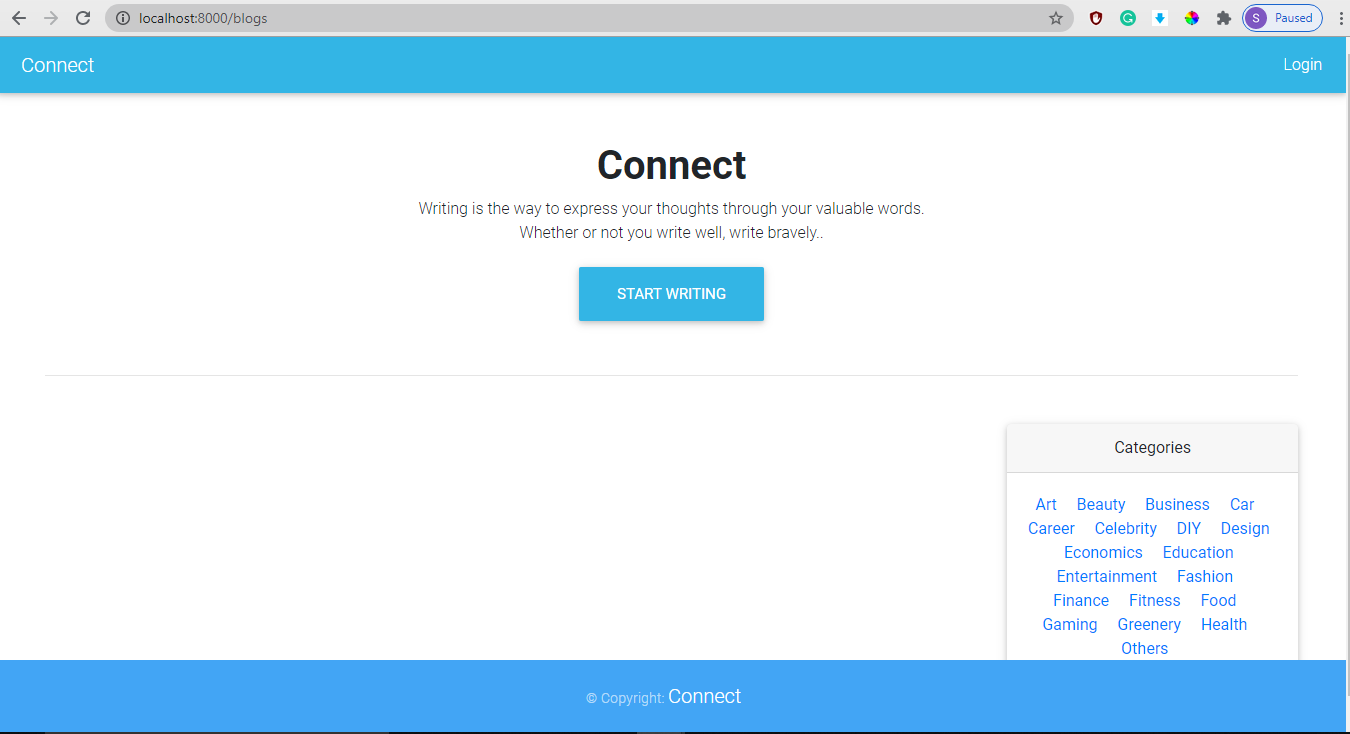 localhost:8000/blogs
S Paused
Connect
Login
Connect
Writing is the way to express your thoughts through your valuable words.
Whether or not you write well, write bravely..
START WRITING
Categories
Art Beauty Business Car
Career Celebrity DIY Design
Economics Education
Entertainment Fashion
Finance Fitness Food
Gaming Greenery Health
Others
© Copyright: Connect